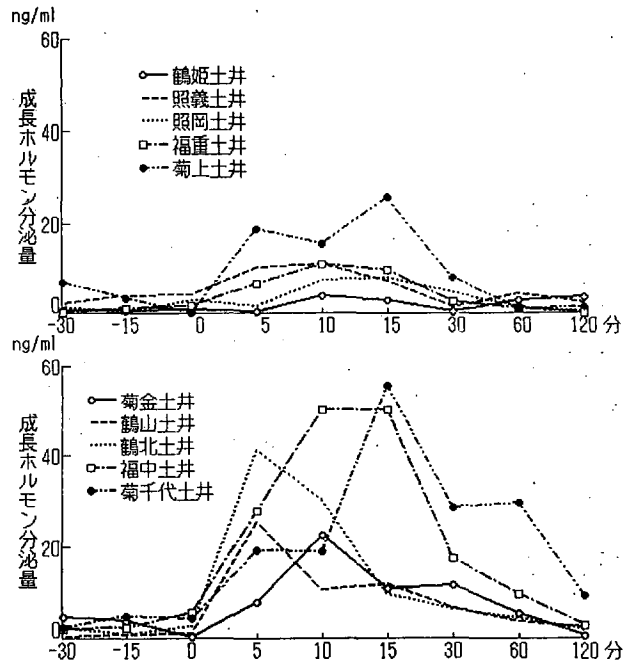 ng/ml
60
40
20
0
成長ホルモン分泌量
鶴姫土井
照義土井
照岡土井
福重土井
菊上土井
-30 -15 0 5 10 15 30 60 120 分
ng/ml
60
40
20
0
成長ホルモン分泌量
菊金土井
鶴山土井
鶴北土井
福中土井
菊千代土井
-30 -15 0 5 10 15 30 60 120 分